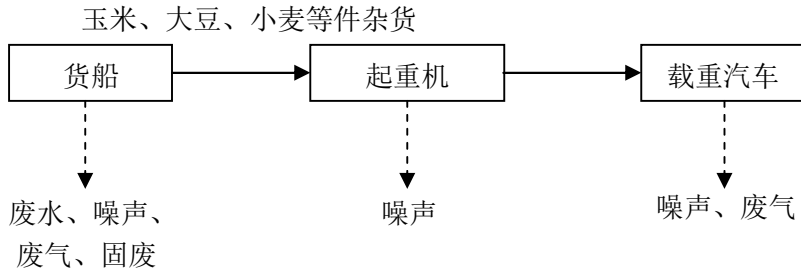 玉米、大豆、小麦等件杂货
货船
起重机
载重汽车
废水、噪声、
废气、固废
噪声
噪声、废气